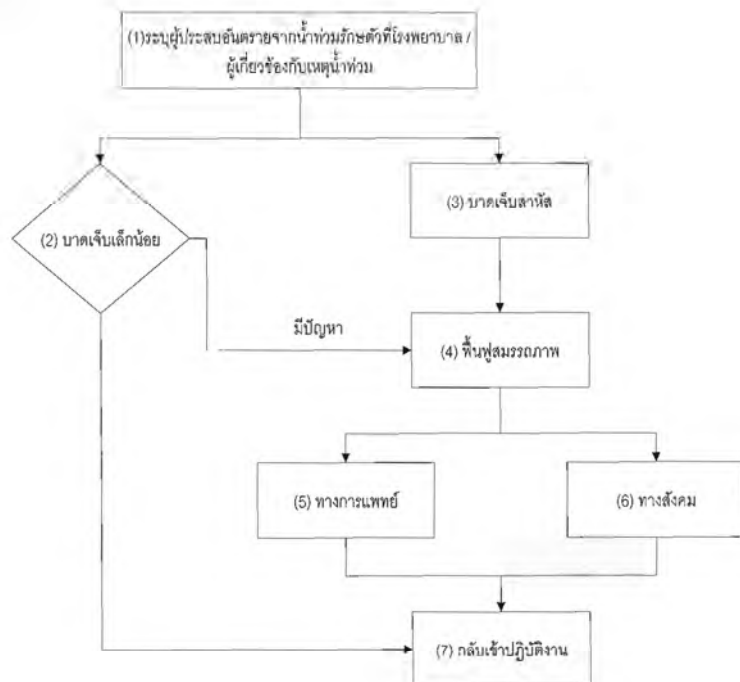 (1)ระบุผู้ประสบอันตรายจากน้ำท่วมรักษตัวที่โรงพยาบาล /
ผู้เกี่ยวข้องกับเหตุน้ำท่วม
(2) บาดเจ็บเล็กน้อย
(3) บาดเจ็บสาหัส
มีปัญหา
(4) ฟื้นฟูสมรรถภาพ
(5) ทางการแพทย์
(6) ทางสังคม
(7) กลับเข้าปฏิบัติงาน